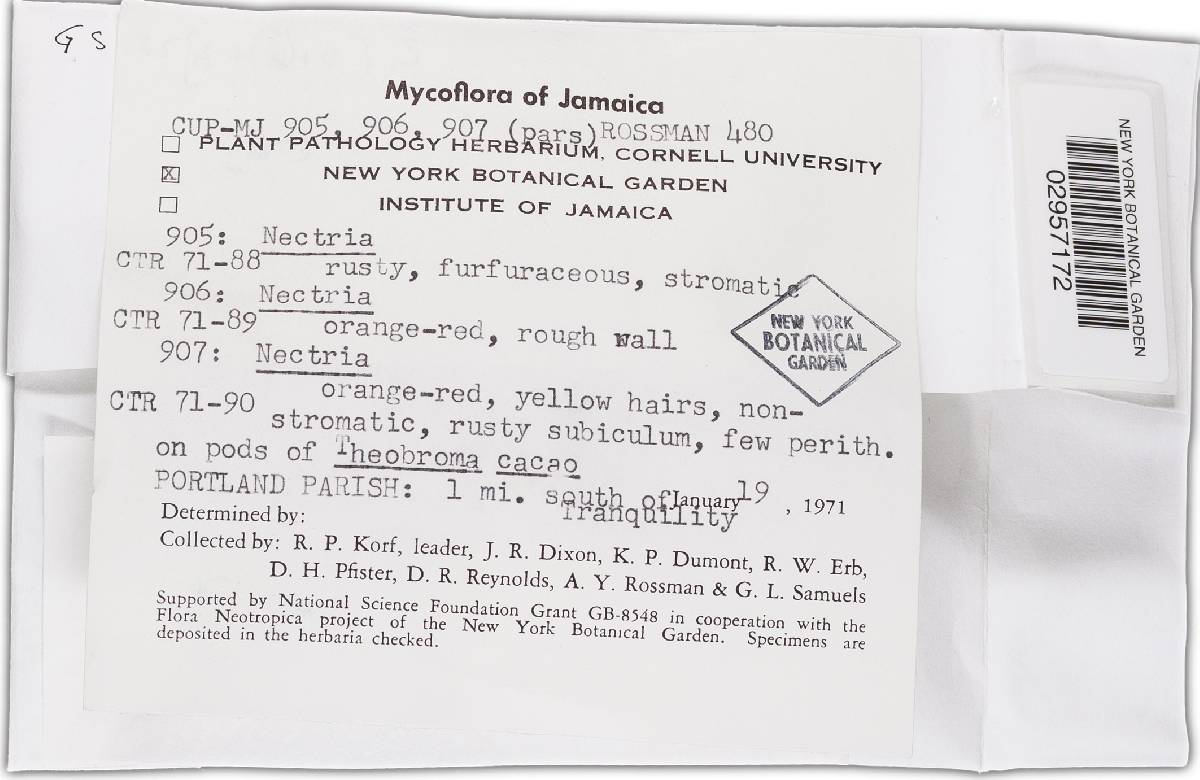 G S
Mycoflora of Jamaica
CUP-MJ 905, 906, 907 (pars) ROSSMAN 480
PLANT PATHOLOGY HERBARIUM, CORNELL UNIVERSITY
X NEW YORK BOTANICAL GARDEN
INSTITUTE OF JAMAICA
905: Nectria
CTR 71-88 rusty, furfuraceous, stromatic
906: Nectria
CTR 71-89 orange-red, rough wall
907: Nectria
CTR 71-90 orange-red, yellow hairs, non-
stromatic, rusty subiculum, few perith.
on pods of Theobroma cacao
PORTLAND PARISH: 1 mi. south of January 19, 1971
Tranquility
Determined by:
Collected by: R. P. Korf, leader, J. R. Dixon, K. P. Dumont, R. W. Erb,
D. H. Pfister, D. R. Reynolds, A. Y. Rossman & G. L. Samuels
Supported by National Science Foundation Grant GB-8548 in cooperation with the
Flora Neotropica project of the New York Botanical Garden. Specimens are
deposited in the herbaria checked.
NEW YORK
BOTANICAL
GARDEN
NEW YORK BOTANICAL GARDEN
02957172